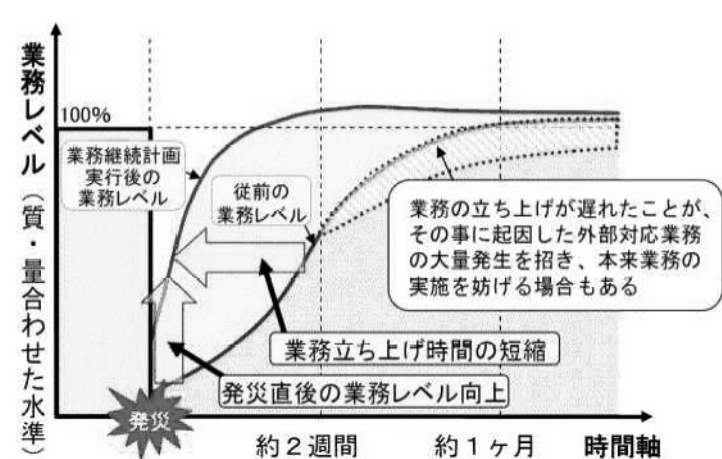 業務レベル（質・量合わせた水準）
100%
業務継続計画
実行後の
業務レベル
従前の
業務レベル
業務の立ち上げが遅れたことが、
その事に起因した外部対応業務
の大量発生を招き、本来業務の
実施を妨げる場合もある
業務立ち上げ時間の短縮
発災直後の業務レベル向上
発災
約２週間
約１ヶ月
時間軸